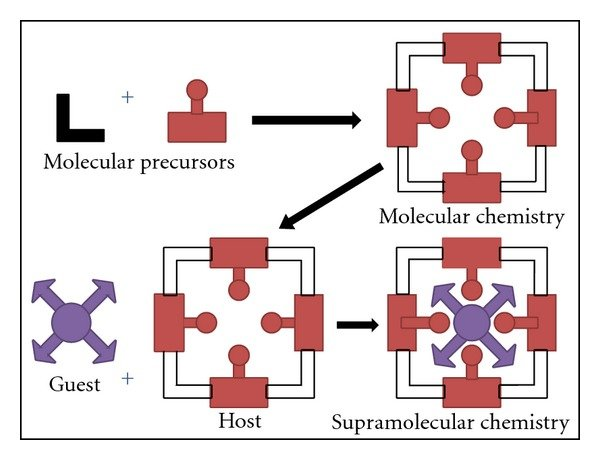 +
Molecular precursors
Molecular chemistry
Guest
+
Host
Supramolecular chemistry